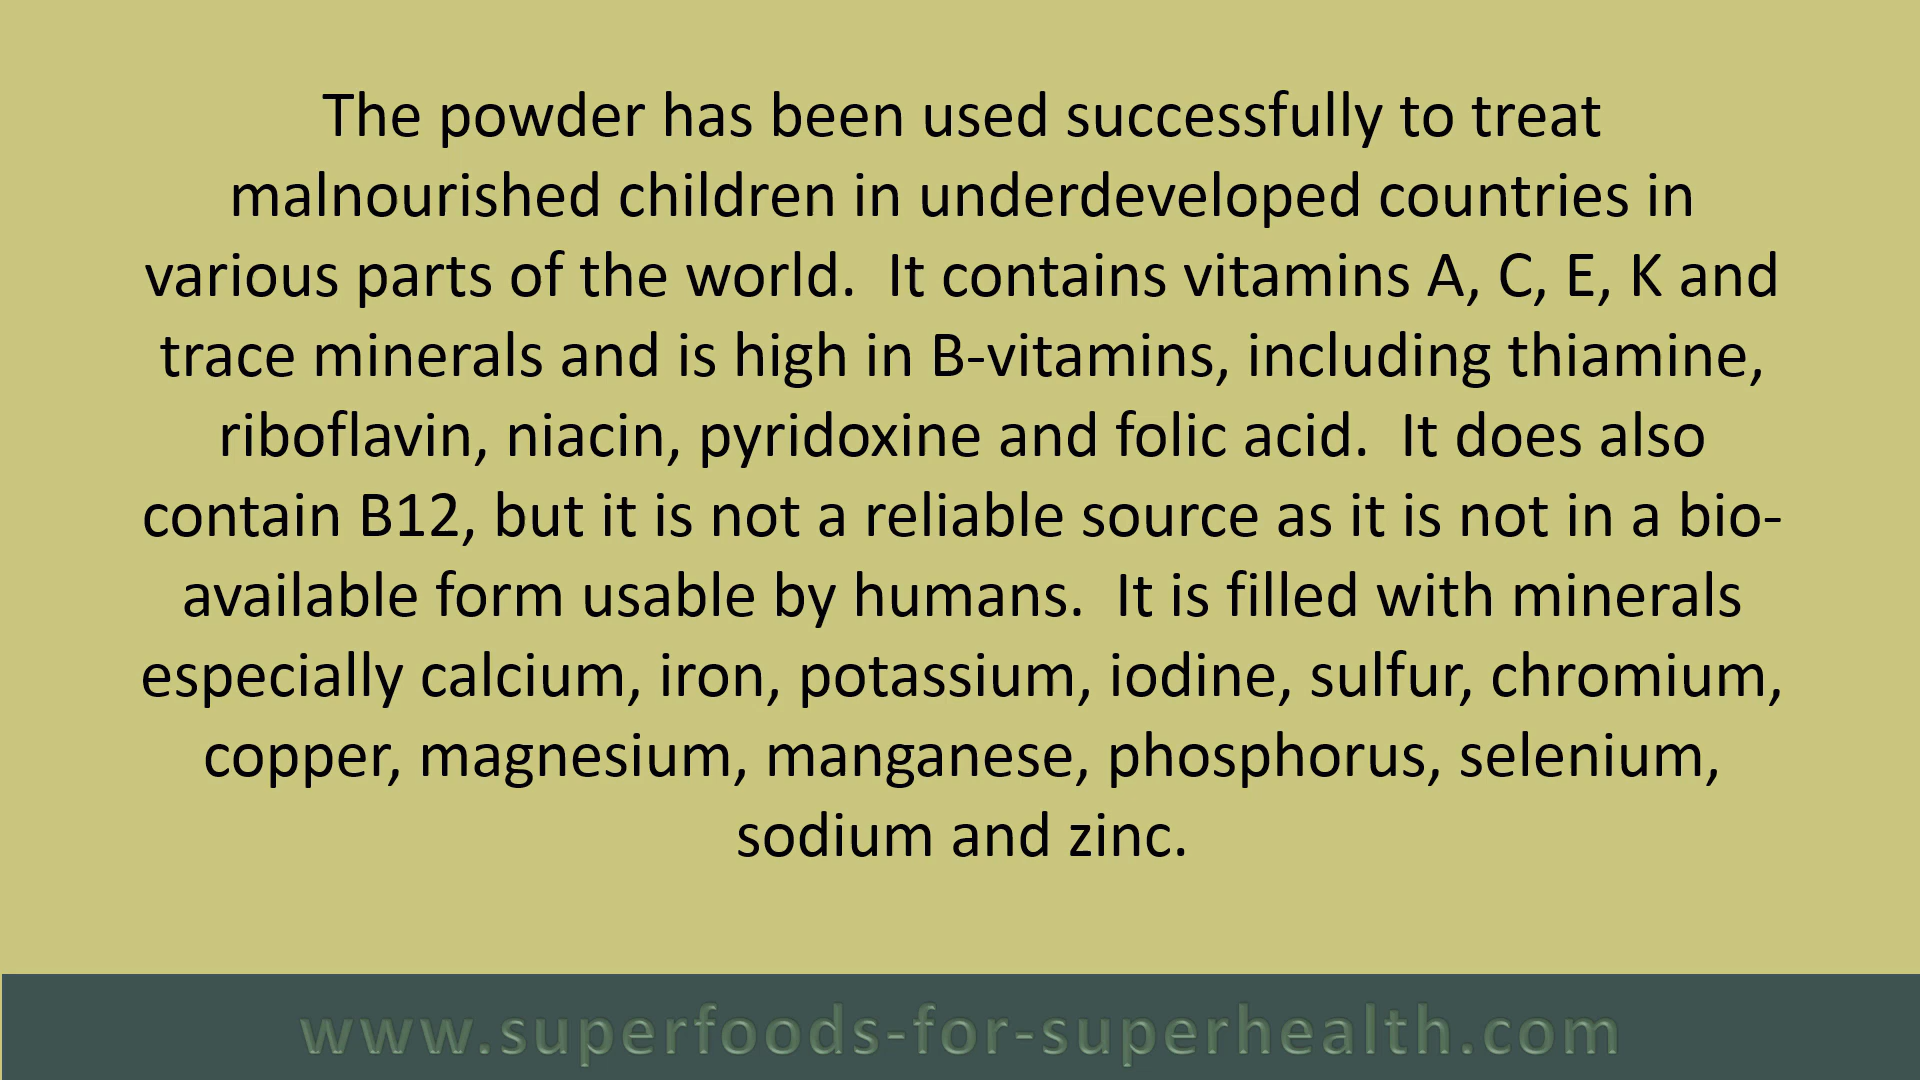 The powder has been used successfully to treat
malnourished children in underdeveloped countries in
various parts of the world.  It contains vitamins A, C, E, K and
trace minerals and is high in B-vitamins, including thiamine,
riboflavin, niacin, pyridoxine and folic acid.  It does also
contain B12, but it is not a reliable source as it is not in a bio-
available form usable by humans.  It is filled with minerals
especially calcium, iron, potassium, iodine, sulfur, chromium,
copper, magnesium, manganese, phosphorus, selenium,
sodium and zinc.
www.superfoods-for-superhealth.com